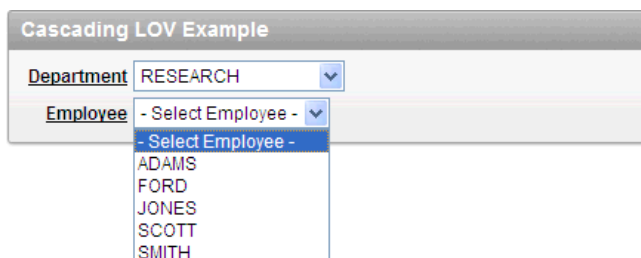 Cascading LOV Example
Department RESEARCH
Employee - Select Employee -
- Select Employee -
ADAMS
FORD
JONES
SCOTT
SMITH